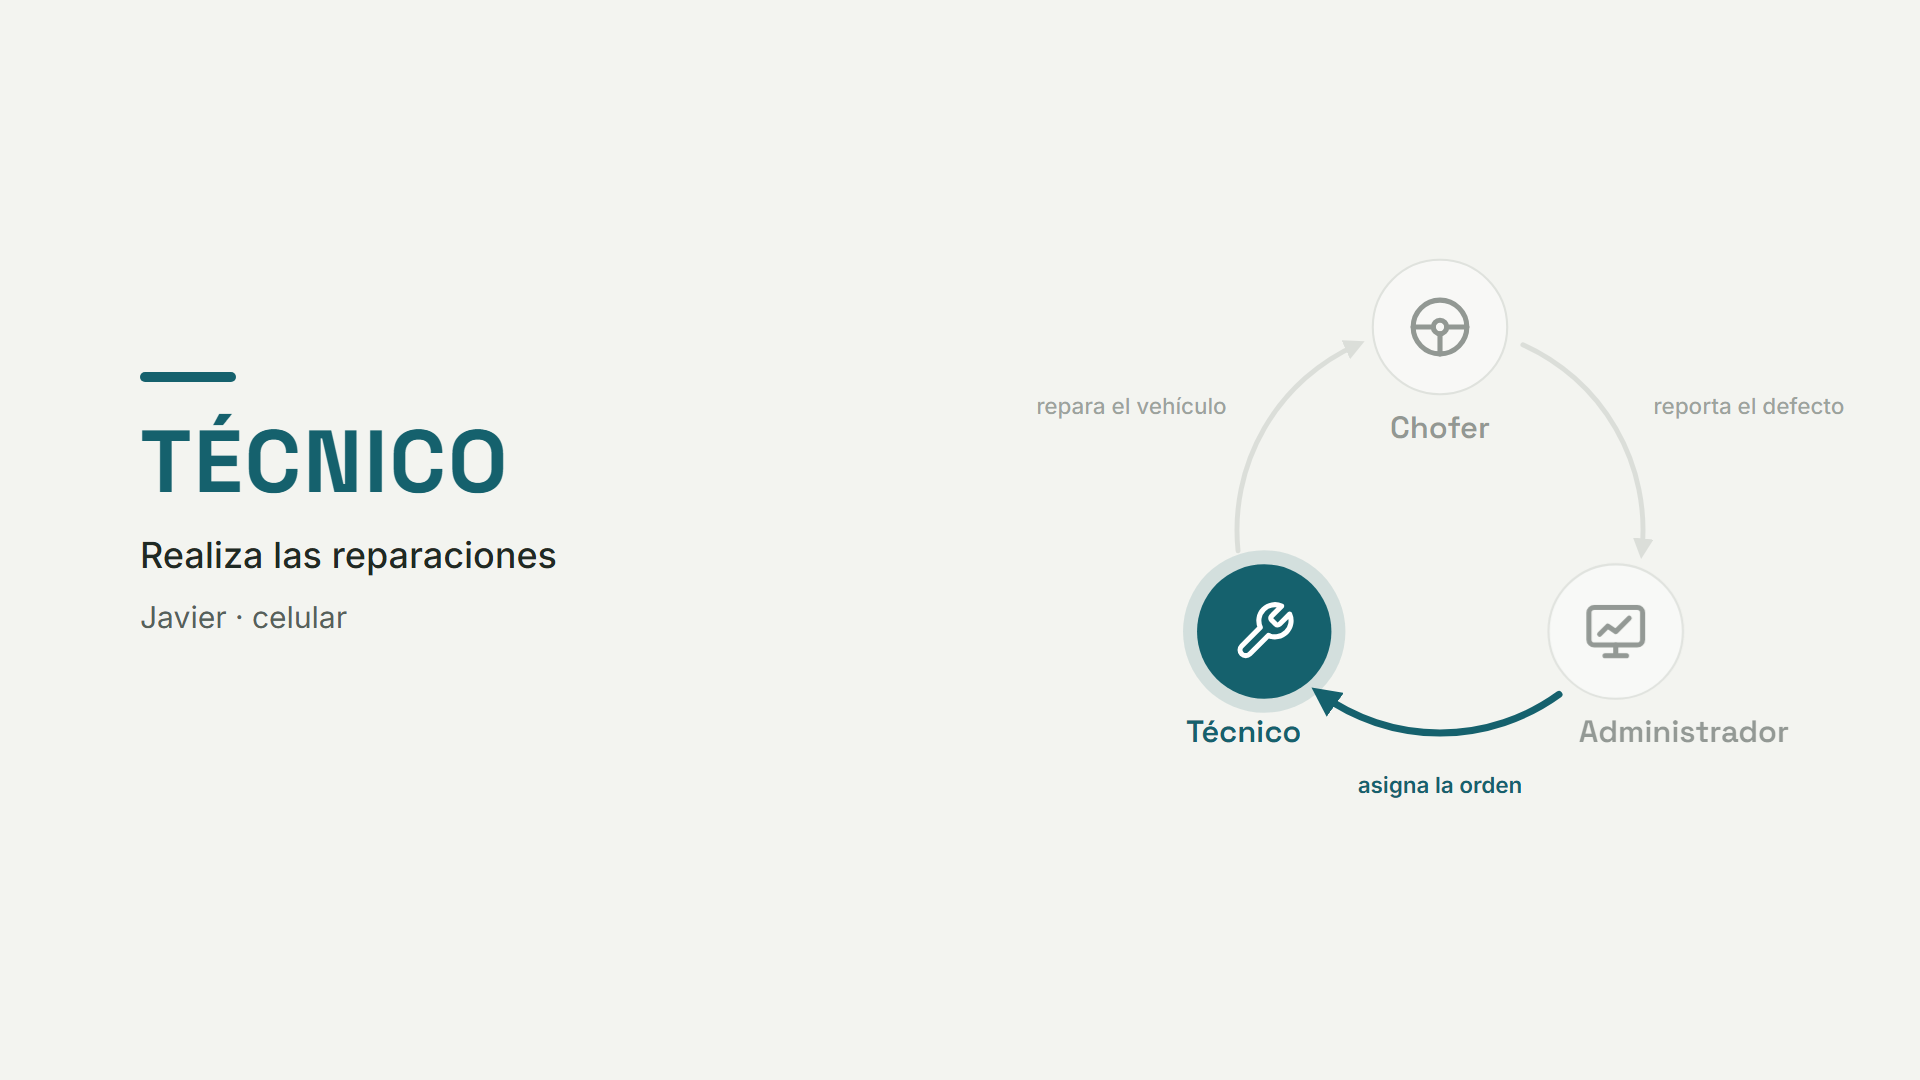 TÉCNICO
Realiza las reparaciones
Javier · celular
repara el vehículo
Chofer
reporta el defecto
Técnico
Administrador
asigna la orden